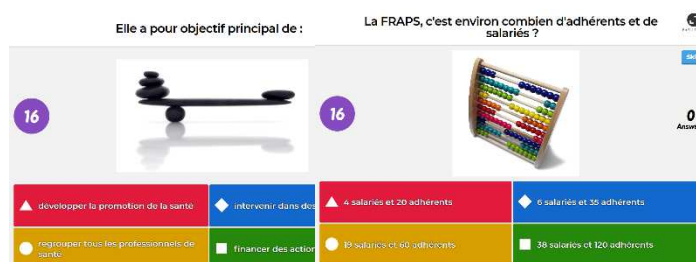 Elle a pour objectif principal de :
16
développer la promotion de la santé
intervenir dans des
regrouper tous les professionnels de
santé
financer des action
La FRAPS, c'est environ combien d'adhérents et de
salariés ?
Ski
16
0
Answe
4 salariés et 20 adhérents
6 salariés et 35 adhérents
19 salariés et 60 adhérents
38 salariés et 120 adhérents